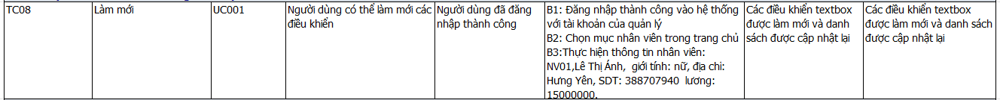 TC08
Làm mới
UC001
Người dùng có thể làm mới các
điều khiển
Người dùng đã đăng
nhập thành công
B1: Đăng nhập thành công vào hệ thống
với tài khoản của quản lý
B2: Chọn mục nhân viên trong trang chủ
B3:Thực hiện thông tin nhân viên:
NV01,Lê Thị Ánh,  giới tính: nữ, địa chỉ:
Hưng Yên, SDT: 388707940  lương:
15000000.
Các điều khiển textbox
được làm mới và danh
sách được cập nhật lại
Các điều khiển textbox
được làm mới và danh sách
được cập nhật lại